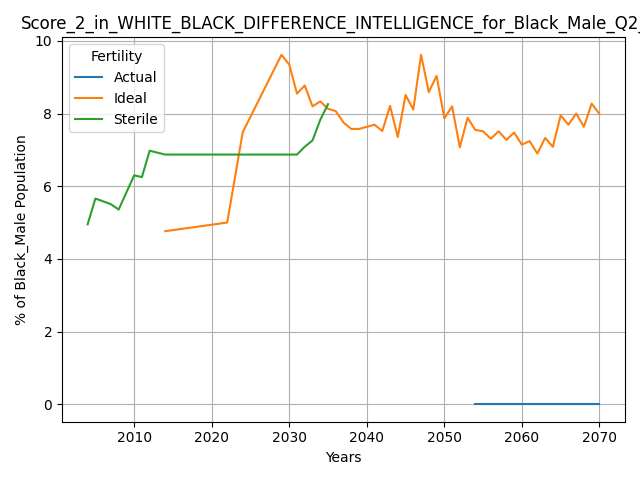 Score_2_in_WHITE_BLACK_DIFFERENCE_INTELLIGENCE_for_Black_Male_Q2_
Fertility
Actual
Ideal
Sterile
% of Black_Male Population
10
8
6
4
2
0
2010 2020 2030 2040 2050 2060 2070
Years